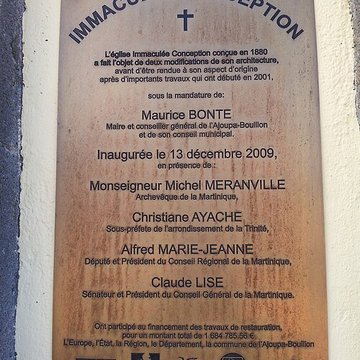 IMMACULÉE CONCEPTION
L'église Immaculée Conception conçue en 1880
a fait l'objet de deux modifications de son architecture,
avant d'être rendue à son aspect d'origine
après d'importants travaux qui ont débuté en 2001,
sous la mandature de:
Maurice BONTE
Maire et conseiller général de l'Ajoupa-Bouillon
et de son conseil municipal.
Inaugurée le 13 décembre 2009,
en présence de :
Monseigneur Michel MERANVILLE
Archevêque de la Martinique,
Christiane AYACHE
Sous-préfete de l'arrondissement de la Trinité,
Alfred MARIE-JEANNE
Député et Président du Conseil Régional de la Martinique,
Claude LISE
Sénateur et Président du Conseil Général de la Martinique.
Ont participé au financement des travaux de restauration,
pour un montant total de 1 684 785,56 €,
L'Europe, l'État, la Région, le Département, la commune de l'Ajoupa-Bouillon